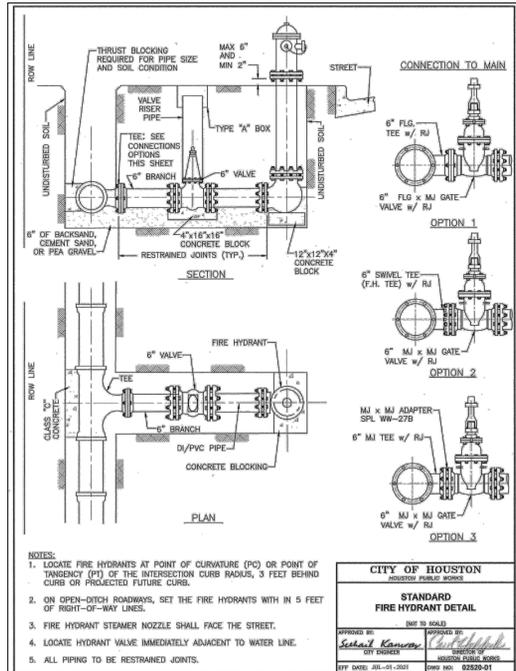 ROW LINE
THRUST BLOCKING
REQUIRED FOR PIPE SIZE
AND SOIL CONDITION
MAX 6"
AND
MIN 2"
STREET
VALVE
RISER
PIPE
TYPE "A" BOX
UNDISTURBED SOIL
UNDISTURBED SOIL
TEE: SEE
CONNECTIONS
OPTIONS
THIS SHEET
6" BRANCH
6" VALVE
6" OF BACKSAND,
CEMENT SAND,
OR PEA GRAVEL
4"x16"x16"
CONCRETE BLOCK
RESTRAINED JOINTS (TYP.)
12"x12"x4"
CONCRETE
BLOCK
SECTION
CONNECTION TO MAIN
6" FLG.
TEE w/ RJ
6" FLG x MJ GATE
VALVE w/ RJ
OPTION 1
6" SWIVEL TEE
(F.H. TEE) w/ RJ
6" MJ x MJ GATE
VALVE w/ RJ
OPTION 2
MJ x MJ ADAPTER
SPL WW-27B
6" MJ TEE w/ RJ
6" MJ x MJ GATE
VALVE w/ RJ
OPTION 3
ROW LINE
6" VALVE
FIRE HYDRANT
TEE
CLASS "C"
CONCRETE
6" BRANCH
DI/PVC PIPE
CONCRETE BLOCKING
PLAN
NOTES:
1. LOCATE FIRE HYDRANTS AT POINT OF CURVATURE (PC) OR POINT OF
TANGENCY (PT) OF THE INTERSECTION CURB RADIUS, 3 FEET BEHIND
CURB OR PROJECTED FUTURE CURB.
2. ON OPEN-DITCH ROADWAYS, SET THE FIRE HYDRANTS WITH IN 5 FEET
OF RIGHT-OF-WAY LINES.
3. FIRE HYDRANT STEAMER NOZZLE SHALL FACE THE STREET.
4. LOCATE HYDRANT VALVE IMMEDIATELY ADJACENT TO WATER LINE.
5. ALL PIPING TO BE RESTRAINED JOINTS.
CITY OF HOUSTON
HOUSTON PUBLIC WORKS
STANDARD
FIRE HYDRANT DETAIL
(NOT TO SCALE)
APPROVED BY:
Suhail Kanwar
CITY ENGINEER
APPROVED BY:
DIRECTOR OF
HOUSTON PUBLIC WORKS
EFF DATE: JUL-01-2021
DWG NO: 02520-01